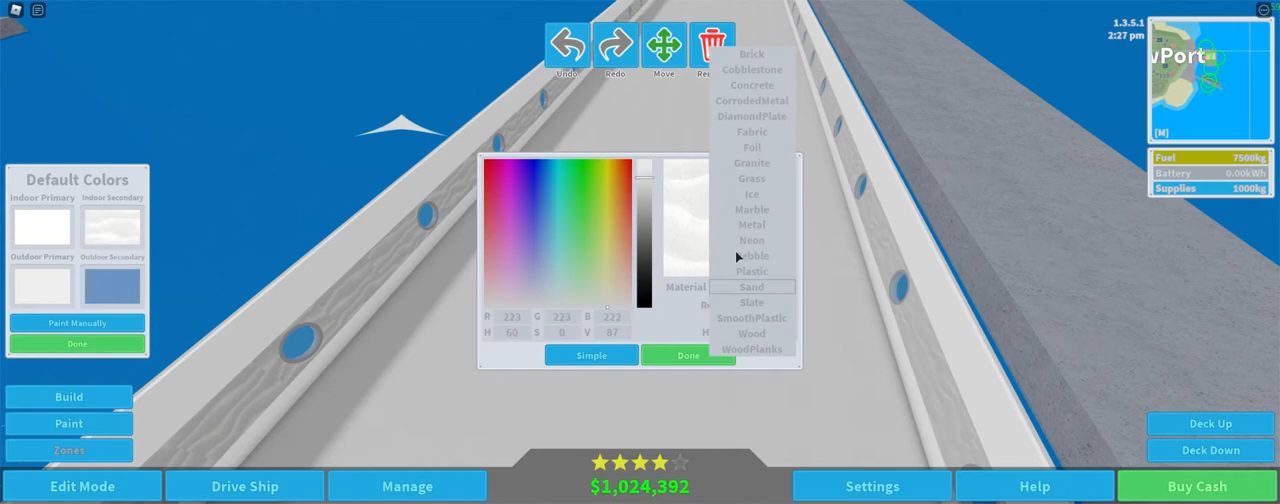 1.3.5.1
2:27 pm
Undo
Redo
Move
wPort
[M]
Fuel 7500kg
Battery 0.00kWh
Supplies 1000kg
Default Colors
Indoor Primary Indoor Secondary
Outdoor Primary Outdoor Secondary
Paint Manually
Done
Brick
Cobblestone
Concrete
CorrodedMetal
DiamondPlate
Fabric
Foil
Granite
Grass
Ice
Marble
Metal
Neon
Plastic
Sand
Slate
SmoothPlastic
Wood
WoodPlanks
Material
R 223 G 223 B 222
H 60 S 0 V 87
Simple
Done
Build
Paint
Zones
Deck Up
Deck Down
Edit Mode
Drive Ship
Manage
$1,024,392
Settings
Help
Buy Cash